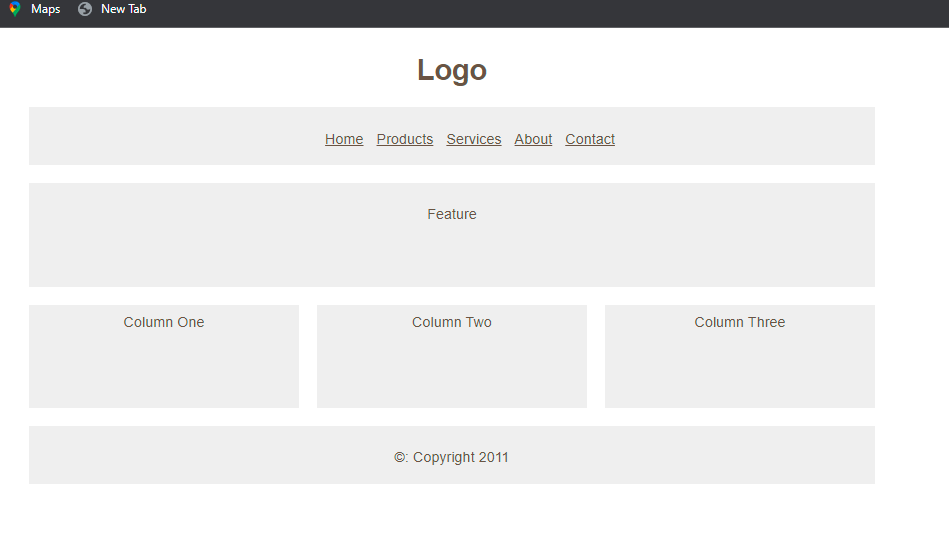 Maps New Tab
Logo
Home Products Services About Contact
Feature
Column One Column Two Column Three
©: Copyright 2011